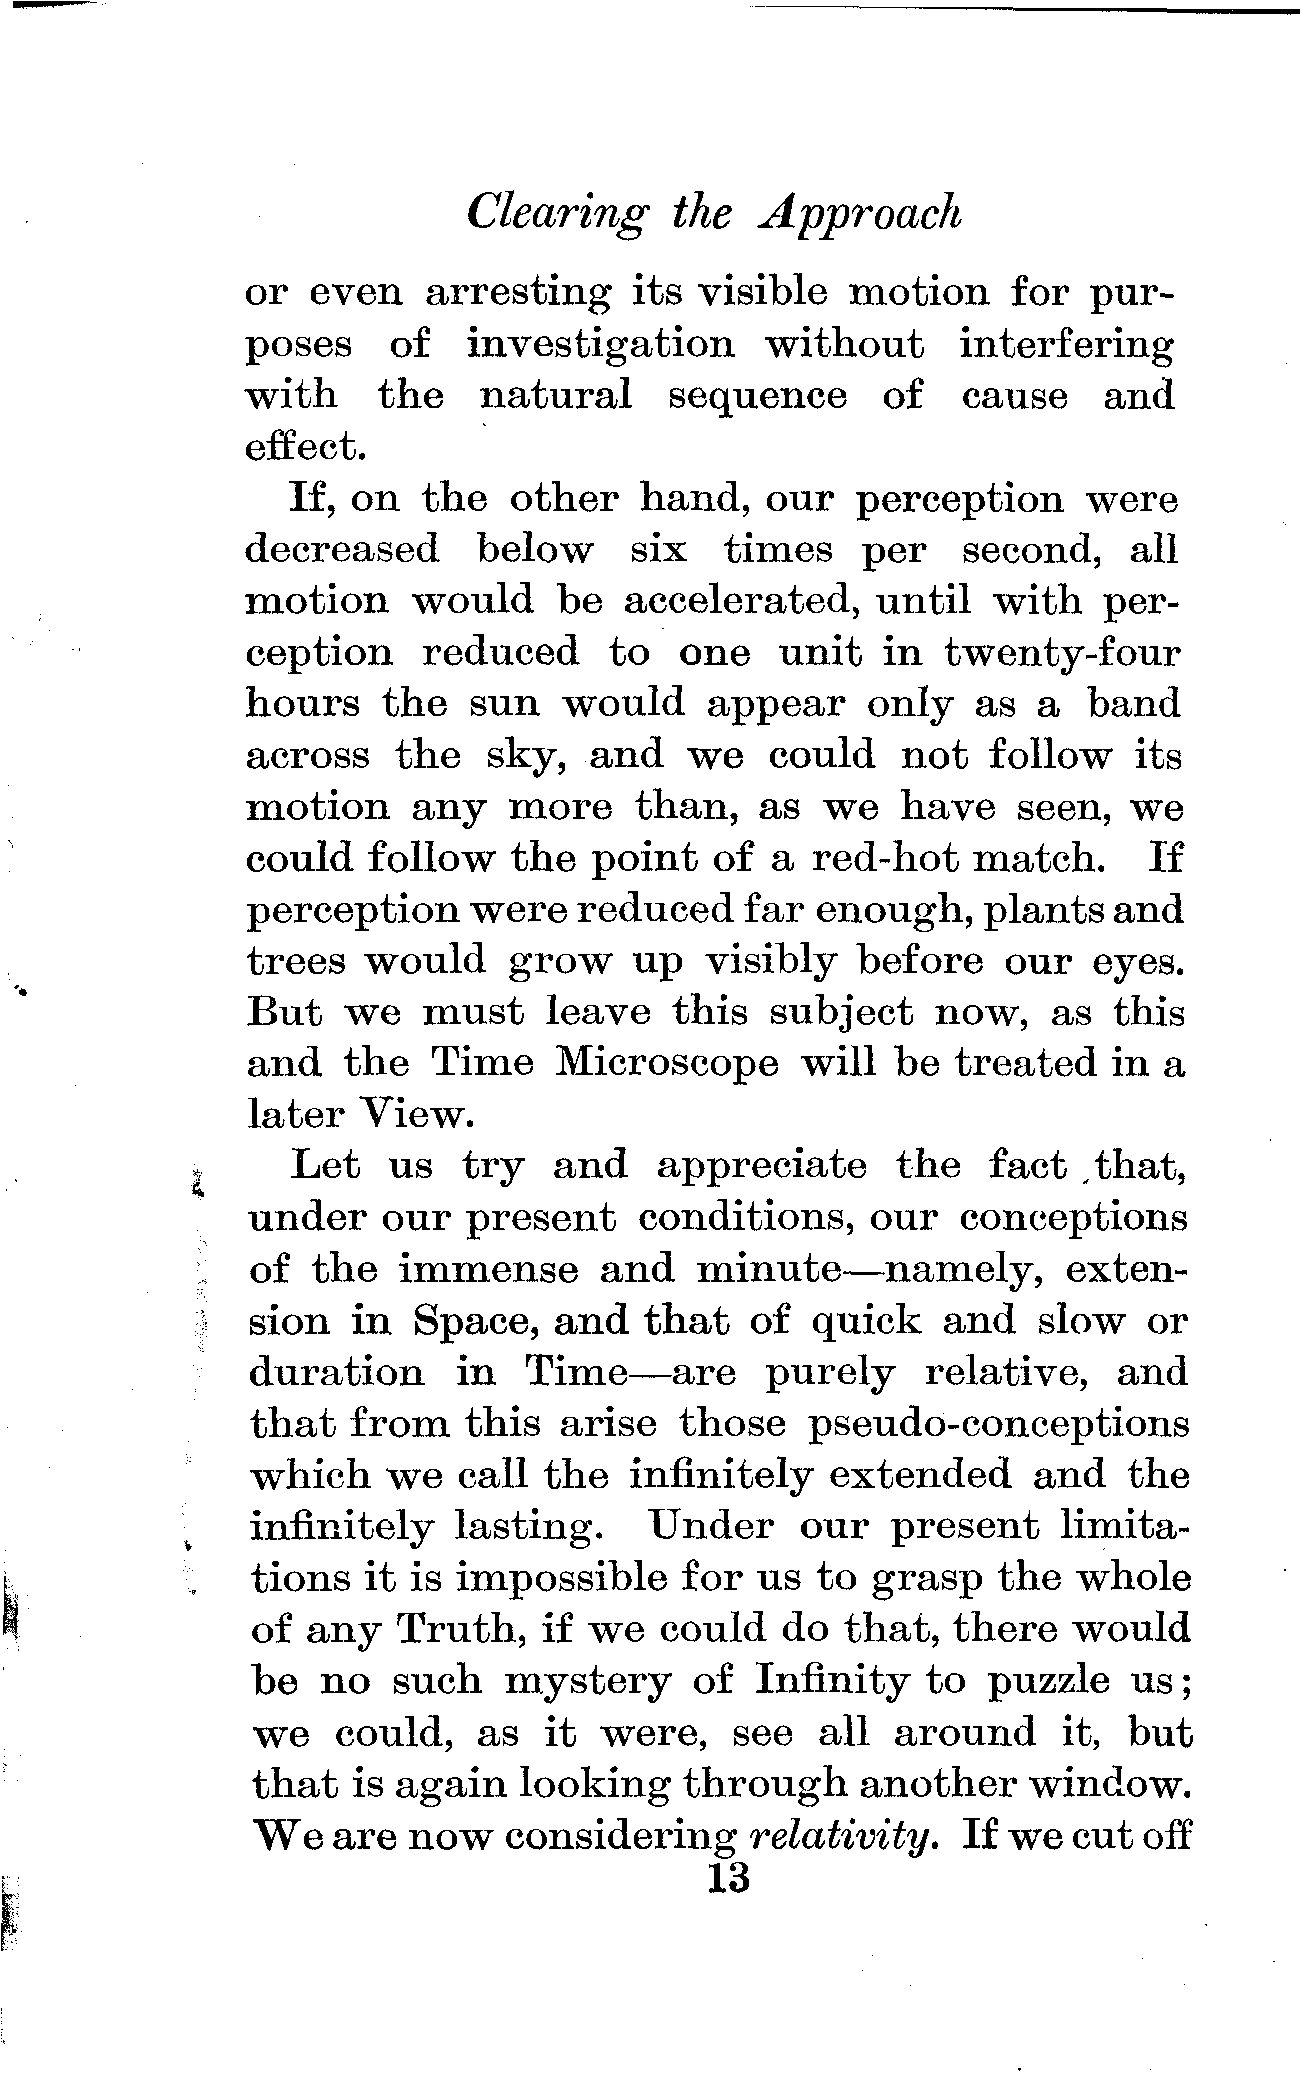 Clearing the Approach
or even arresting its visible motion for pur-
poses of investigation without interfering
with the natural sequence of cause and
effect.
If, on the other hand, our perception were
decreased below six times per second, all
motion would be accelerated, until with per-
ception reduced to one unit in twenty-four
hours the sun would appear only as a band
across the sky, and we could not follow its
motion any more than, as we have seen, we
could follow the point of a red-hot match. If
perception were reduced far enough, plants and
trees would grow up visibly before our eyes.
But we must leave this subject now, as this
and the Time Microscope will be treated in a
later View.
Let us try and appreciate the fact that,
under our present conditions, our conceptions
of the immense and minute—namely, exten-
sion in Space, and that of quick and slow or
duration in Time—are purely relative, and
that from this arise those pseudo-conceptions
which we call the infinitely extended and the
infinitely lasting. Under our present limita-
tions it is impossible for us to grasp the whole
of any Truth, if we could do that, there would
be no such mystery of Infinity to puzzle us;
we could, as it were, see all around it, but
that is again looking through another window.
We are now considering relativity. If we cut off
13